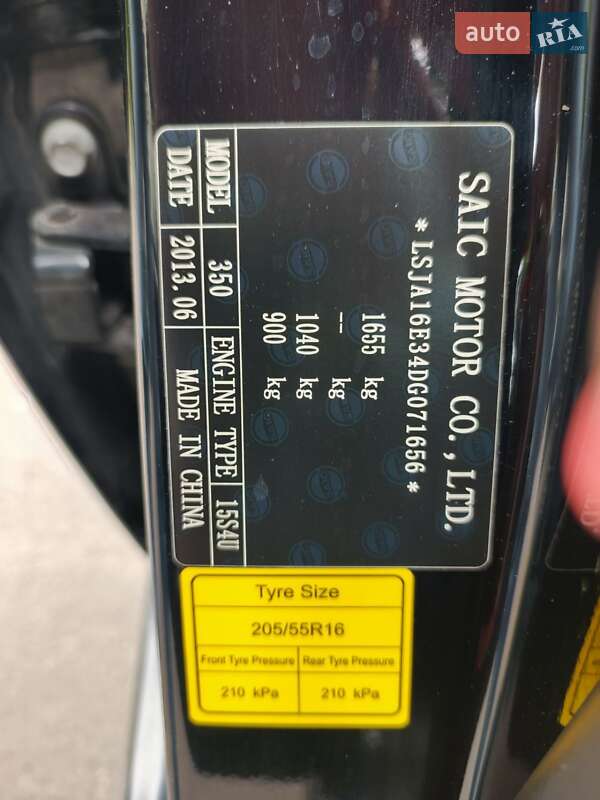 auto RIA .com
SAIC MOTOR CO., LTD.
*LSJA16E34DG071656*
1655 kg
-- kg
1040 kg
900 kg
MODEL 350 ENGINE TYPE 15S4U
DATE 2013.06 MADE IN CHINA
Tyre Size
205/55R16
Front Tyre Pressure Rear Tyre Pressure
210 kPa 210 kPa